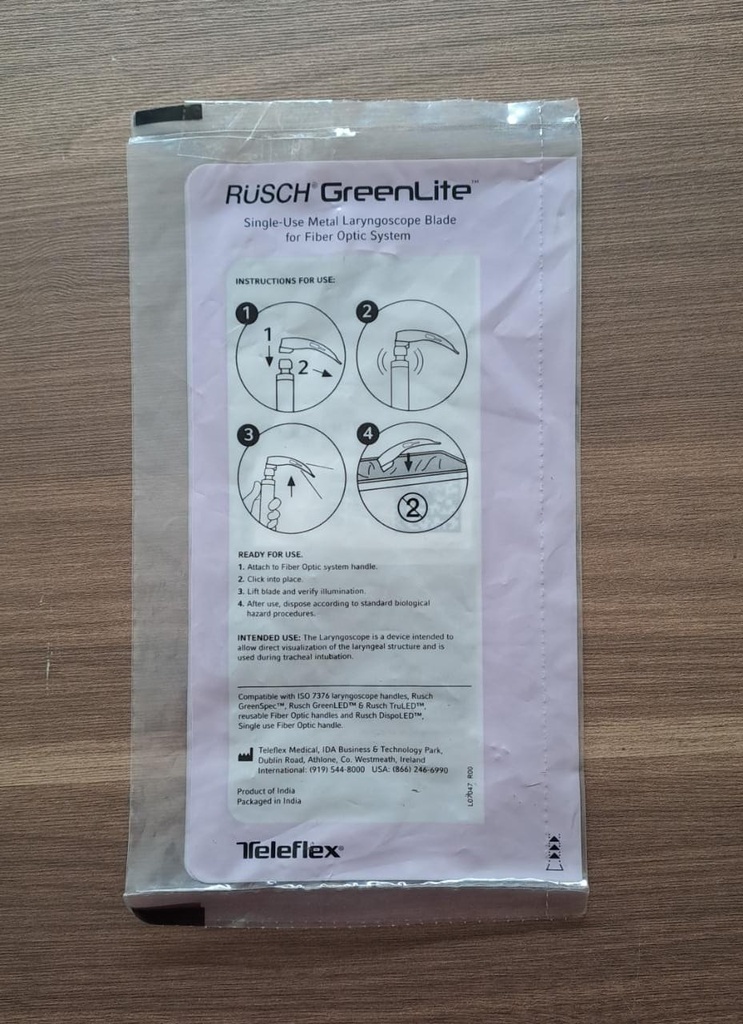 RÜSCH® GreenLite™
Single-Use Metal Laryngoscope Blade
for Fiber Optic System
INSTRUCTIONS FOR USE:
1
1
2
2
3
4
2
READY FOR USE.
1. Attach to Fiber Optic system handle.
2. Click into place.
3. Lift blade and verify illumination.
4. After use, dispose according to standard biological
hazard procedures.
INTENDED USE: The Laryngoscope is a device intended to
allow direct visualization of the laryngeal structure and is
used during tracheal intubation.
Compatible with ISO 7376 laryngoscope handles, Rusch
GreenSpec™, Rusch GreenLED™ & Rusch TruLED™,
reusable Fiber Optic handles and Rusch DispoLED™,
Single use Fiber Optic handle.
Teleflex Medical, IDA Business & Technology Park,
Dublin Road, Athlone, Co. Westmeath, Ireland
International: (919) 544-8000 USA: (866) 246-6990
Product of India
Packaged in India
L07047 R00
Teleflex®